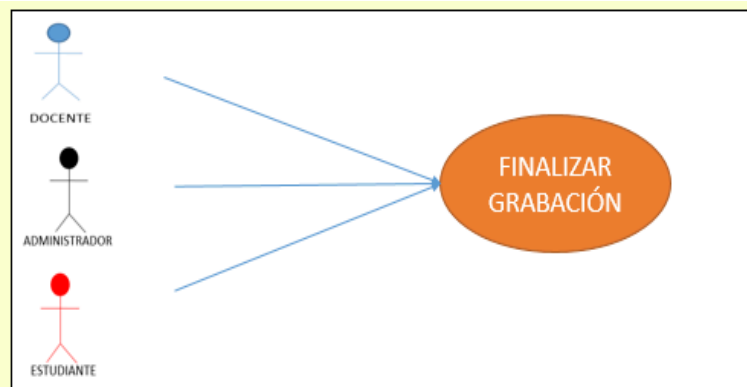 DOCENTE
ADMINISTRADOR
ESTUDIANTE
FINALIZAR
GRABACIÓN